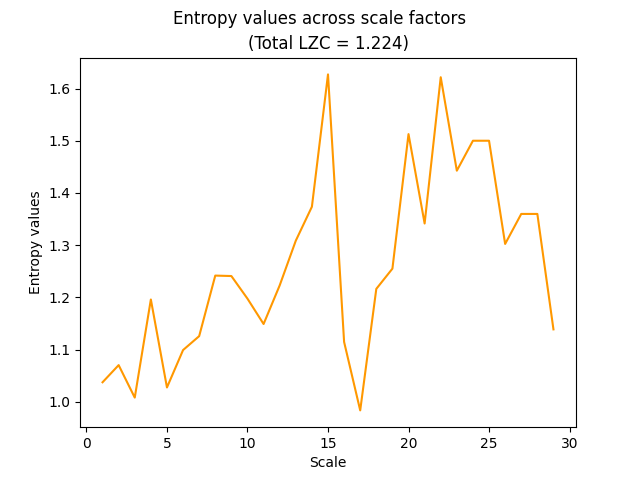 Entropy values across scale factors
(Total LZC = 1.224)
1.6
1.5
1.4
1.3
1.2
1.1
1.0
Entropy values
0 5 10 15 20 25 30
Scale